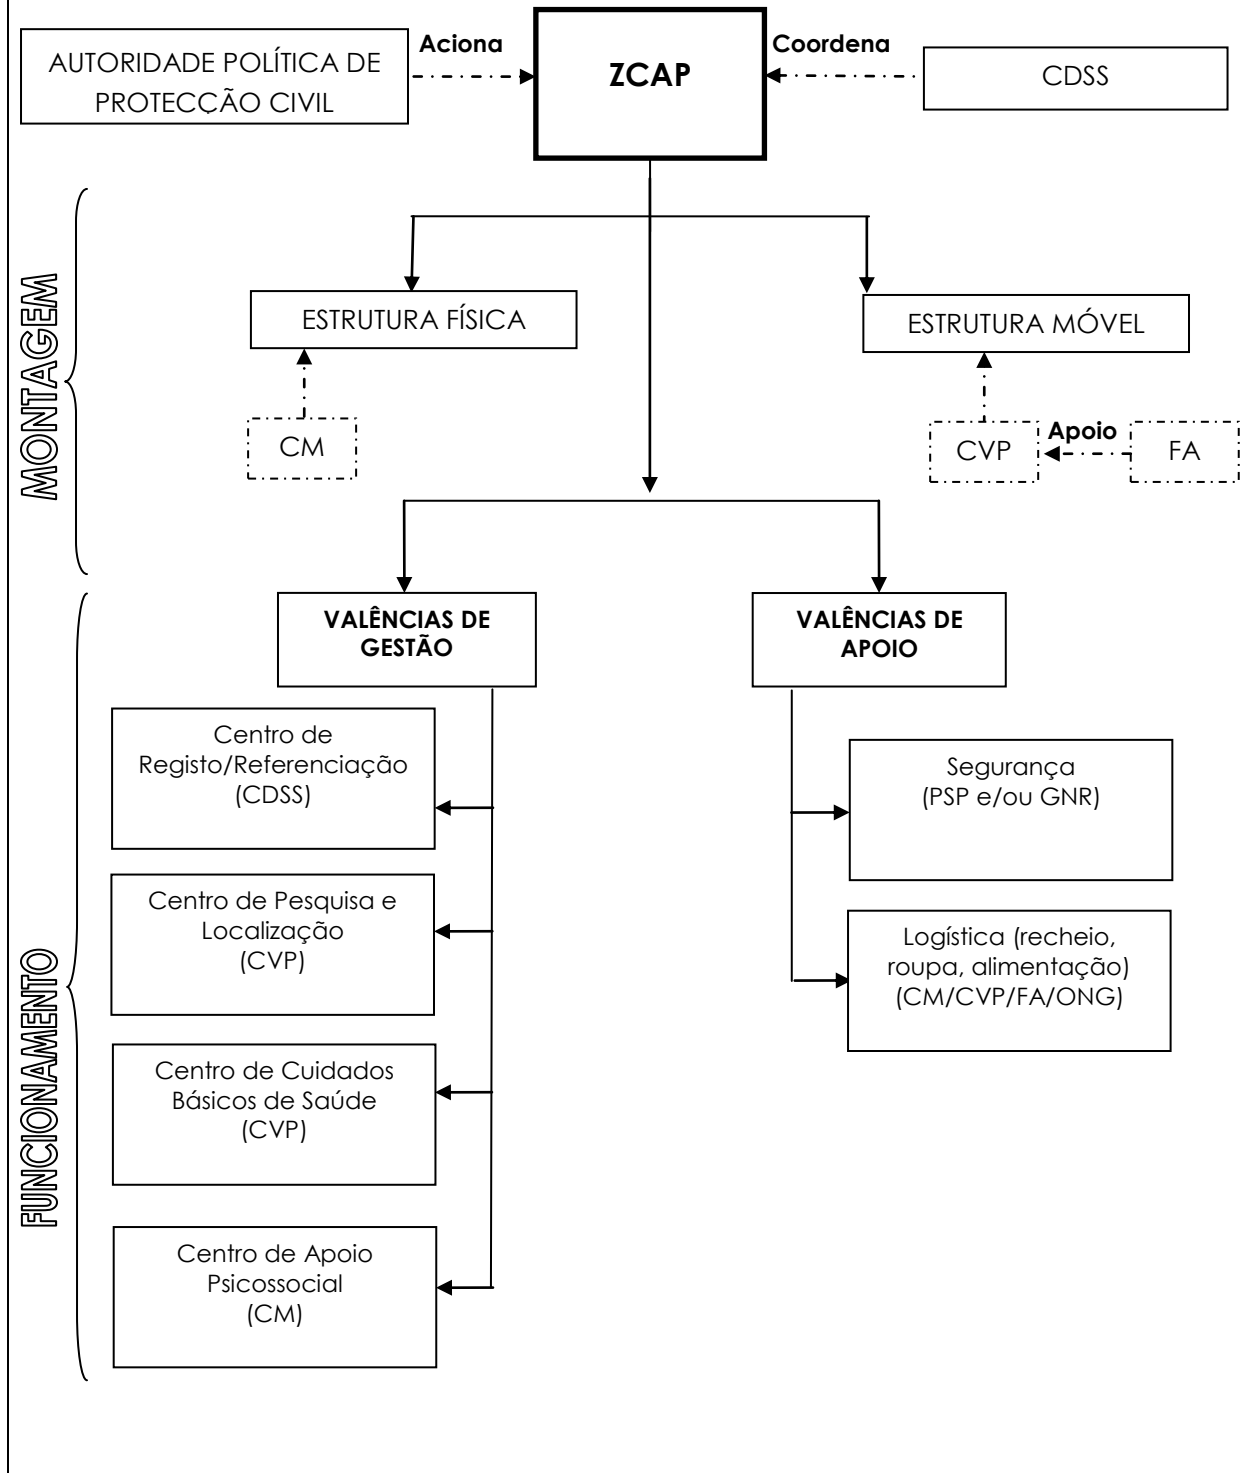 Aciona
Coordena
AUTORIDADE POLÍTICA DE
PROTECÇÃO CIVIL
ZCAP
CDSS
MONTAGEM
ESTRUTURA FÍSICA
ESTRUTURA MÓVEL
CM
CVP
Apoio
FA
FUNCIONAMENTO
VALÊNCIAS DE
GESTÃO
VALÊNCIAS DE
APOIO
Centro de
Registo/Referenciação
(CDSS)
Centro de Pesquisa e
Localização
(CVP)
Centro de Cuidados
Básicos de Saúde
(CVP)
Centro de Apoio
Psicossocial
(CM)
Segurança
(PSP e/ou GNR)
Logística (recheio,
roupa, alimentação)
(CM/CVP/FA/ONG)